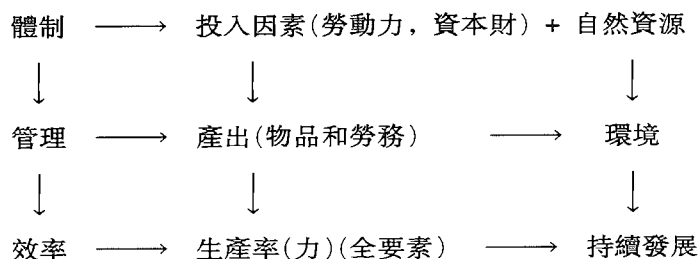 體制 → 投入因素(勞動力，資本財) + 自然資源
↓ ↓ ↓
管理 → 產出(物品和勞務) → 環境
↓ ↓ ↓
效率 → 生產率(力)(全要素) → 持續發展